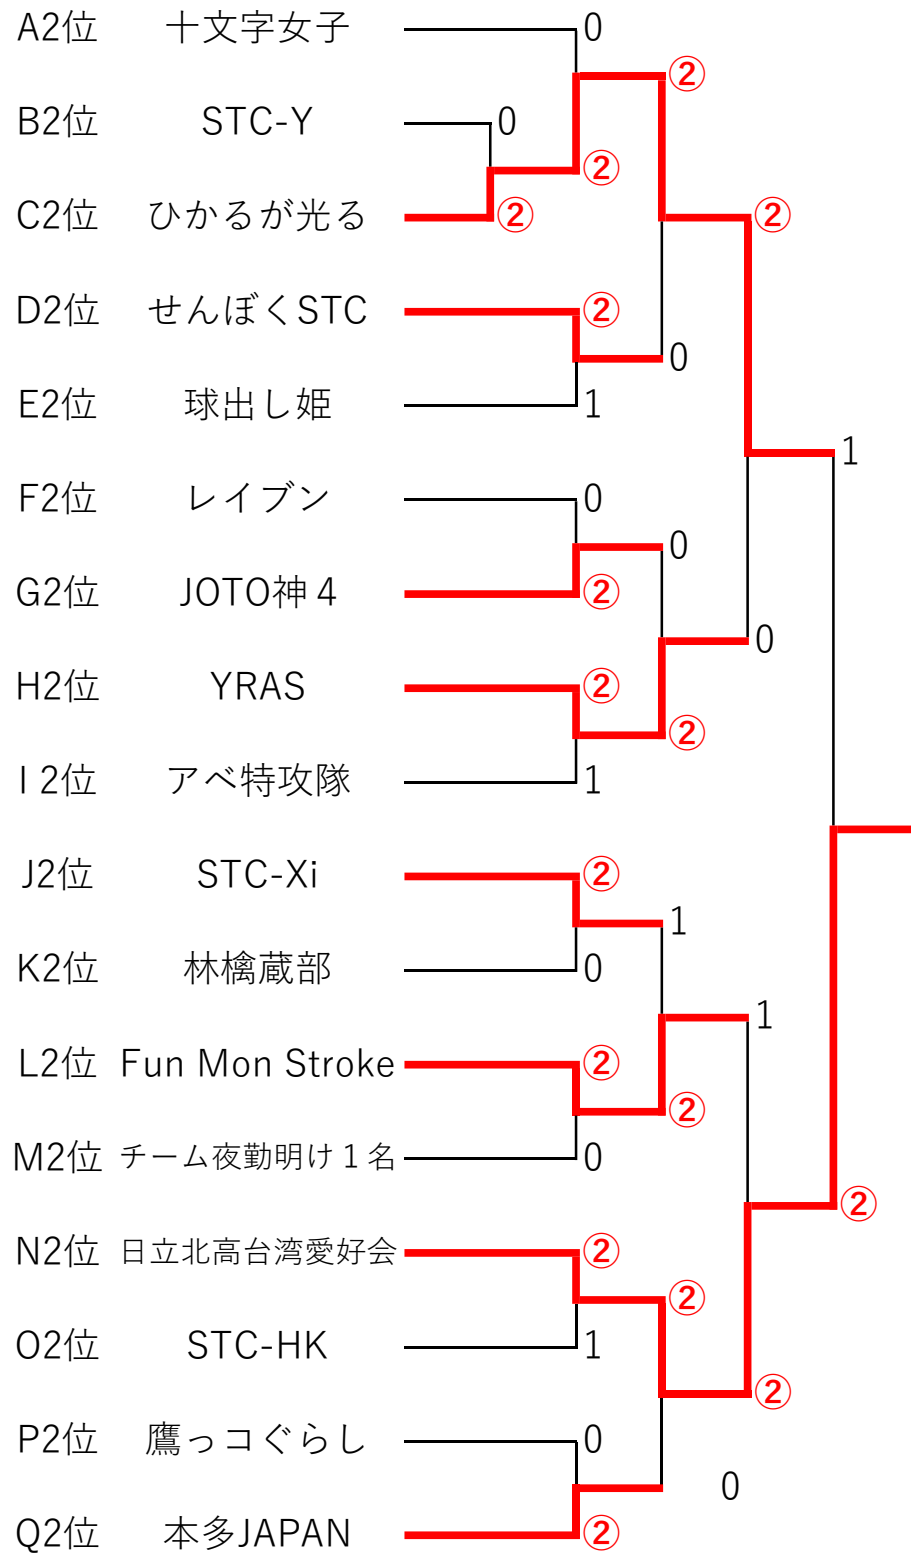 A2位 十文字女子 0
②
B2位 STC-Y 0
②
C2位 ひかるが光る ② ②
D2位 せんぼくSTC ②
0
E2位 球出し姫 1
1
F2位 レイブン 0
0
G2位 JOTO神４ ②
0
H2位 YRAS ②
②
I 2位 アベ特攻隊 1
J2位 STC-Xi ②
1
K2位 林檎蔵部 0
1
L2位 Fun Mon Stroke ②
②
M2位 チーム夜勤明け１名 0
②
N2位 日立北高台湾愛好会 ②
②
O2位 STC-HK 1
②
P2位 鷹っコぐらし 0
0
Q2位 本多JAPAN ②